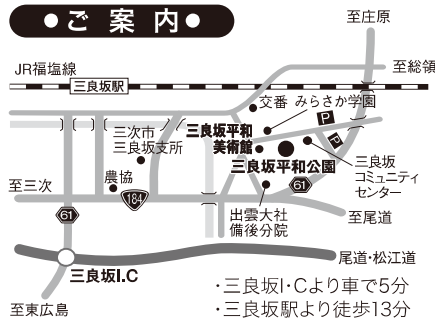 ●ご案内●
至庄原
JR福塩線
至総領
三良坂駅
交番
みらさか学園
P
P
三次市
三良坂支所
三良坂平和
美術館
三良坂平和公園
三良坂
コミュニティ
センター
至三次
農協
184
61
61
出雲大社
備後分院
至尾道
尾道・松江道
三良坂I.C
至東広島
・三良坂I・Cより車で5分
・三良坂駅より徒歩13分